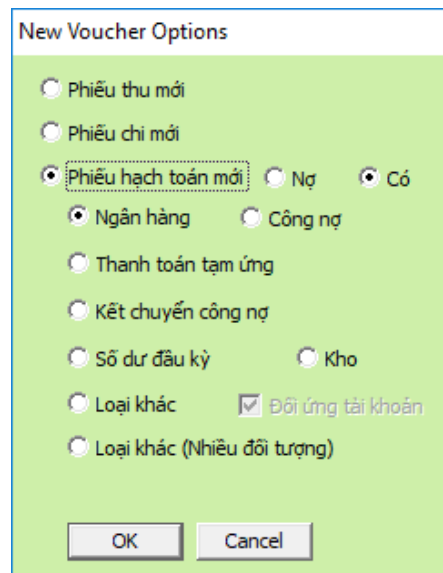 New Voucher Options
Phiếu thu mới
Phiếu chi mới
Phiếu hạch toán mới Nợ Có
Ngân hàng Công nợ
Thanh toán tạm ứng
Kết chuyển công nợ
Số dư đầu kỳ Kho
Loại khác Đối ứng tài khoản
Loại khác (Nhiều đối tượng)
OK Cancel